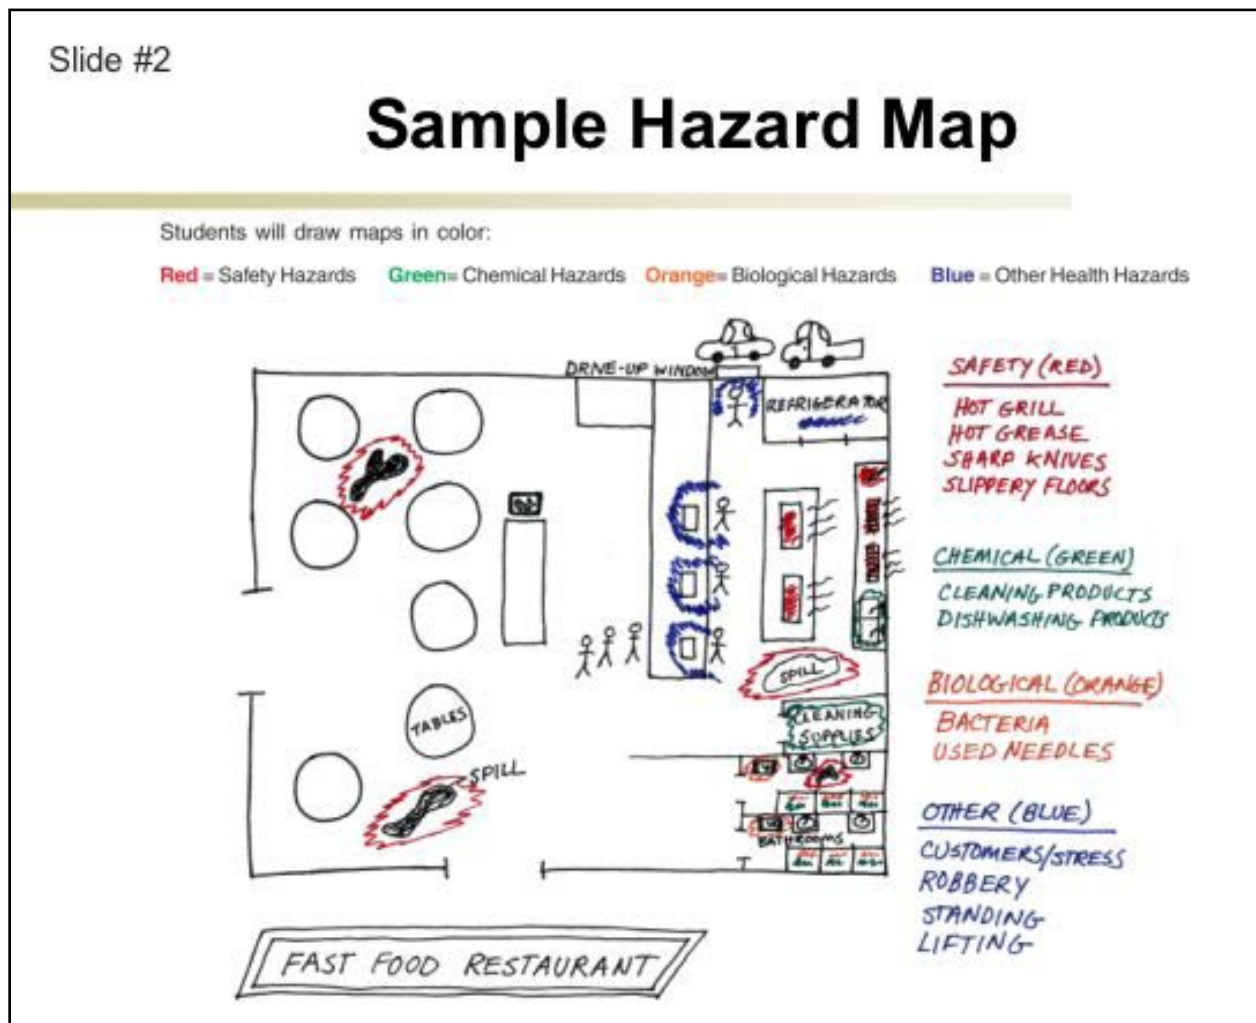 Slide #2
Sample Hazard Map
Students will draw maps in color:
Red = Safety Hazards Green= Chemical Hazards Orange= Biological Hazards Blue = Other Health Hazards
DRIVE-UP WINDOW
REFRIGERATOR
TABLES
SPILL
SPILL
CLEANING
SUPPLIES
BATHROOMS
FAST FOOD RESTAURANT
SAFETY (RED)
HOT GRILL
HOT GREASE
SHARP KNIVES
SLIPPERY FLOORS
CHEMICAL (GREEN)
CLEANING PRODUCTS
DISHWASHING PRODUCTS
BIOLOGICAL (ORANGE)
BACTERIA
USED NEEDLES
OTHER (BLUE)
CUSTOMERS/STRESS
ROBBERY
STANDING
LIFTING